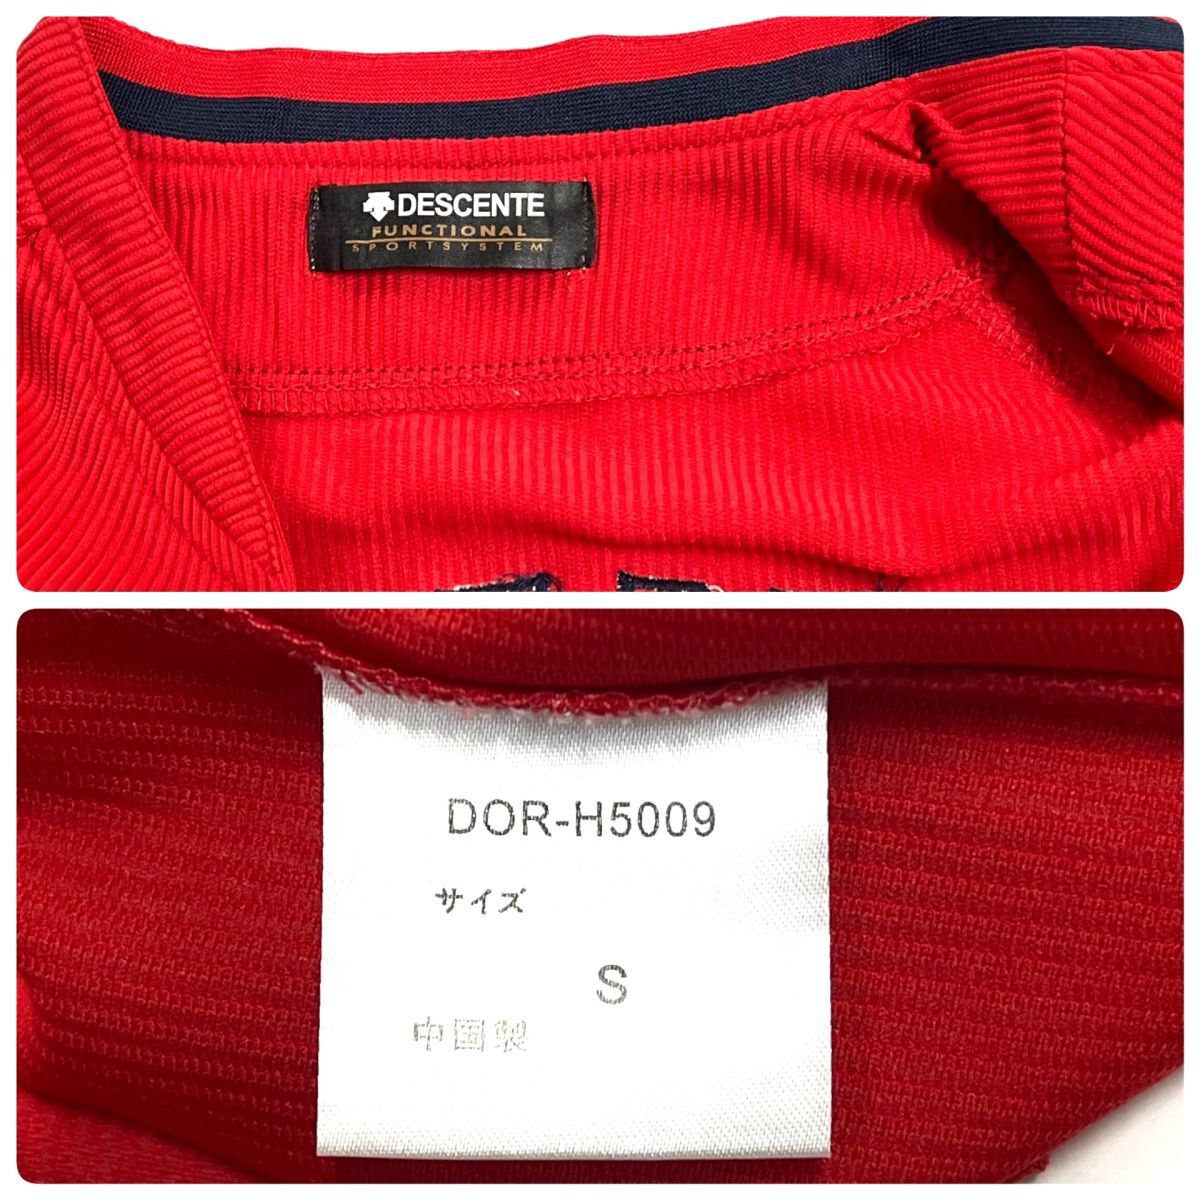 DESCENTE
FUNCTIONAL
SPORTSYSTEM
DOR-H5009
サイズ
S
中国製